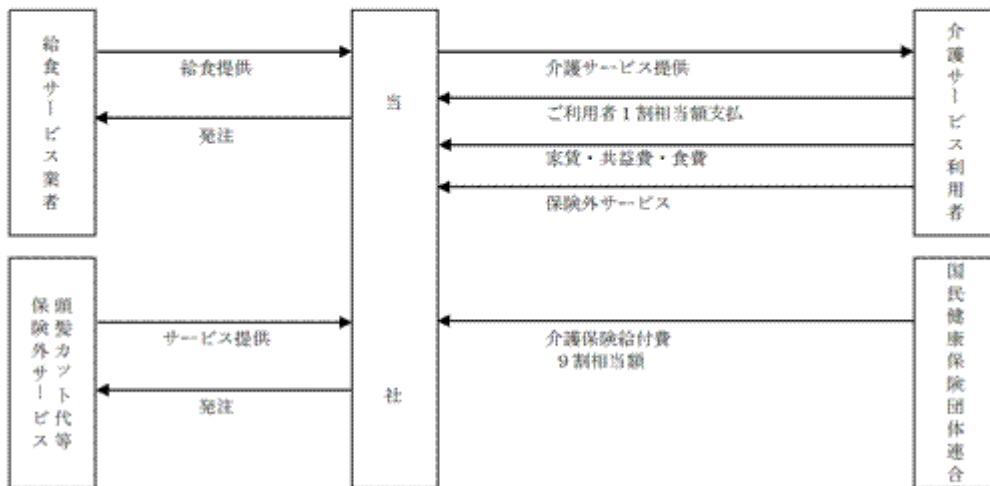 給食サービス業者
給食提供
発注
当社
介護サービス提供
ご利用者１割相当額支払
家賃・共益費・食費
保険外サービス
介護サービス利用者
頭髪カット代等
保険外サービス
サービス提供
発注
介護保険給付費
９割相当額
国民健康保険団体連合